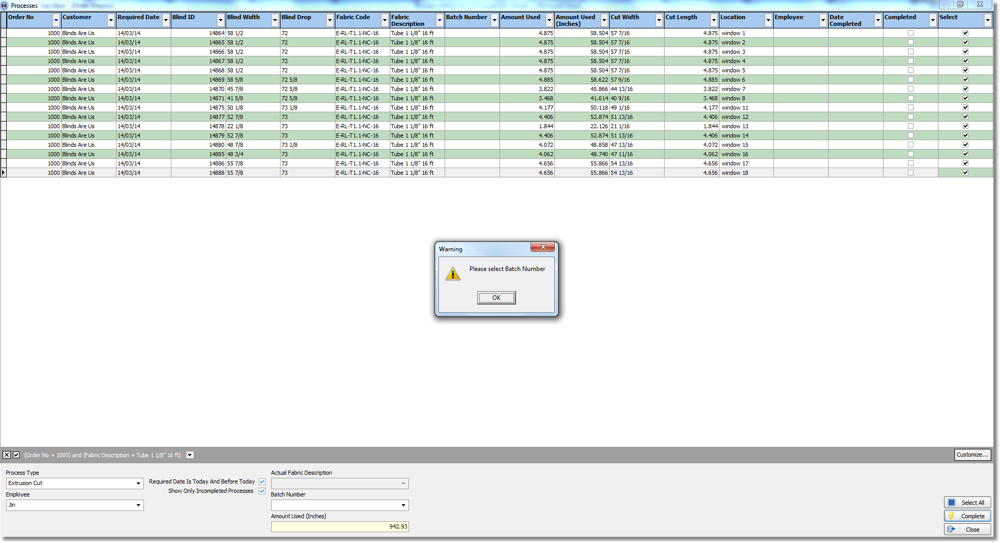 Processes
Order No Customer Required Date Blind ID Blind Width Blind Drop Fabric Code Fabric Description Batch Number Amount Used Amount Used (Inches) Cut Width Cut Length Location Employee Date Completed Completed Select
1000 Blinds Are Us 14/03/14 14864 58 1/2 72 E-RL-T1.1-NC-16 Tube 1 1/8" 16 ft 4.875 58.504 57 7/16 4.875 window 1
1000 Blinds Are Us 14/03/14 14865 58 1/2 72 E-RL-T1.1-NC-16 Tube 1 1/8" 16 ft 4.875 58.504 57 7/16 4.875 window 2
1000 Blinds Are Us 14/03/14 14866 58 1/2 72 E-RL-T1.1-NC-16 Tube 1 1/8" 16 ft 4.875 58.504 57 7/16 4.875 window 3
1000 Blinds Are Us 14/03/14 14867 58 1/2 72 E-RL-T1.1-NC-16 Tube 1 1/8" 16 ft 4.875 58.504 57 7/16 4.875 window 4
1000 Blinds Are Us 14/03/14 14868 58 1/2 72 E-RL-T1.1-NC-16 Tube 1 1/8" 16 ft 4.875 58.504 57 7/16 4.875 window 5
1000 Blinds Are Us 14/03/14 14869 58 5/8 72 5/8 E-RL-T1.1-NC-16 Tube 1 1/8" 16 ft 4.885 58.622 57 9/16 4.885 window 6
1000 Blinds Are Us 14/03/14 14870 45 7/8 72 5/8 E-RL-T1.1-NC-16 Tube 1 1/8" 16 ft 3.822 45.866 44 13/16 3.822 window 7
1000 Blinds Are Us 14/03/14 14871 41 5/8 72 5/8 E-RL-T1.1-NC-16 Tube 1 1/8" 16 ft 3.468 41.614 40 9/16 3.468 window 8
1000 Blinds Are Us 14/03/14 14875 50 1/8 73 1/8 E-RL-T1.1-NC-16 Tube 1 1/8" 16 ft 4.177 50.118 49 1/16 4.177 window 11
1000 Blinds Are Us 14/03/14 14877 52 7/8 73 E-RL-T1.1-NC-16 Tube 1 1/8" 16 ft 4.406 52.874 51 13/16 4.406 window 12
1000 Blinds Are Us 14/03/14 14878 22 1/8 73 E-RL-T1.1-NC-16 Tube 1 1/8" 16 ft 1.844 22.126 21 1/16 1.844 window 13
1000 Blinds Are Us 14/03/14 14879 52 7/8 73 E-RL-T1.1-NC-16 Tube 1 1/8" 16 ft 4.406 52.874 51 13/16 4.406 window 14
1000 Blinds Are Us 14/03/14 14880 48 7/8 73 1/8 E-RL-T1.1-NC-16 Tube 1 1/8" 16 ft 4.072 48.858 47 13/16 4.072 window 15
1000 Blinds Are Us 14/03/14 14885 48 3/4 73 E-RL-T1.1-NC-16 Tube 1 1/8" 16 ft 4.062 48.740 47 11/16 4.062 window 16
1000 Blinds Are Us 14/03/14 14886 55 7/8 73 E-RL-T1.1-NC-16 Tube 1 1/8" 16 ft 4.656 55.866 54 13/16 4.656 window 17
1000 Blinds Are Us 14/03/14 14888 55 7/8 73 E-RL-T1.1-NC-16 Tube 1 1/8" 16 ft 4.656 55.866 54 13/16 4.656 window 18
Warning
Please select Batch Number
OK
(Order No = 1000) and (Fabric Description = Tube 1 1/8" 16 ft)
Customize...
Process Type
Extrusion Cut
Employee
Jin
Required Date Is Today And Before Today
Show Only Incompleted Processes
Actual Fabric Description
Batch Number
Amount Used (Inches)
942.93
Select All
Complete
Close